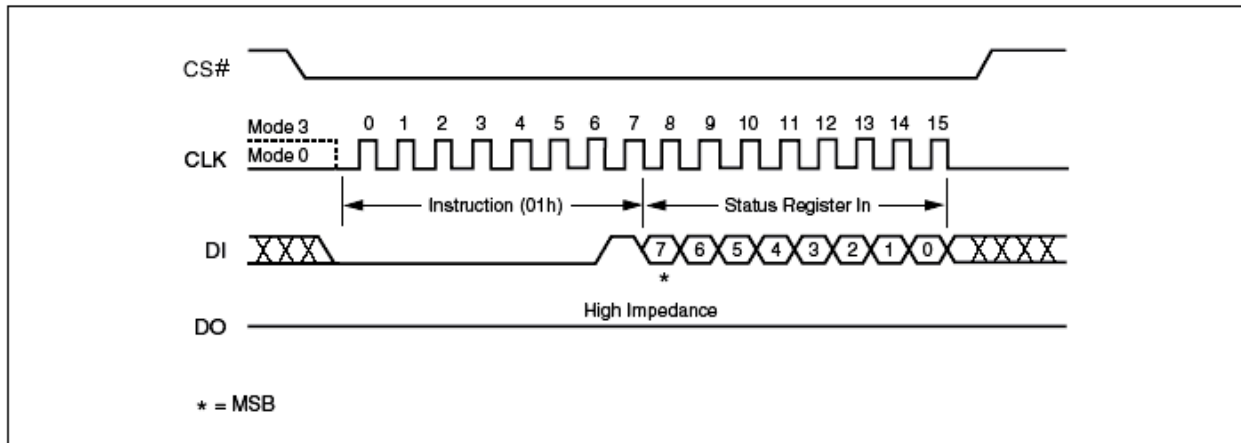 CS#
Mode 3
0 1 2 3 4 5 6 7 8 9 10 11 12 13 14 15
CLK
Mode 0
Instruction (01h)
Status Register In
DI
7 6 5 4 3 2 1 0
*
High Impedance
DO
* = MSB